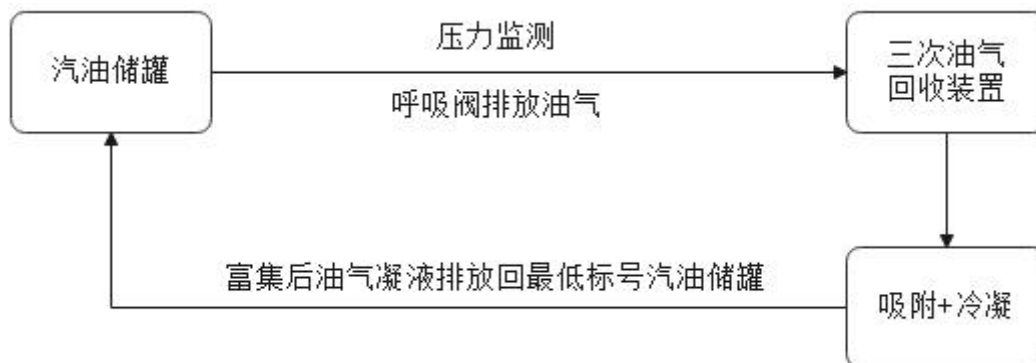 压力监测
汽油储罐
三次油气
回收装置
呼吸阀排放油气
富集后油气凝液排放回最低标号汽油储罐
吸附+冷凝